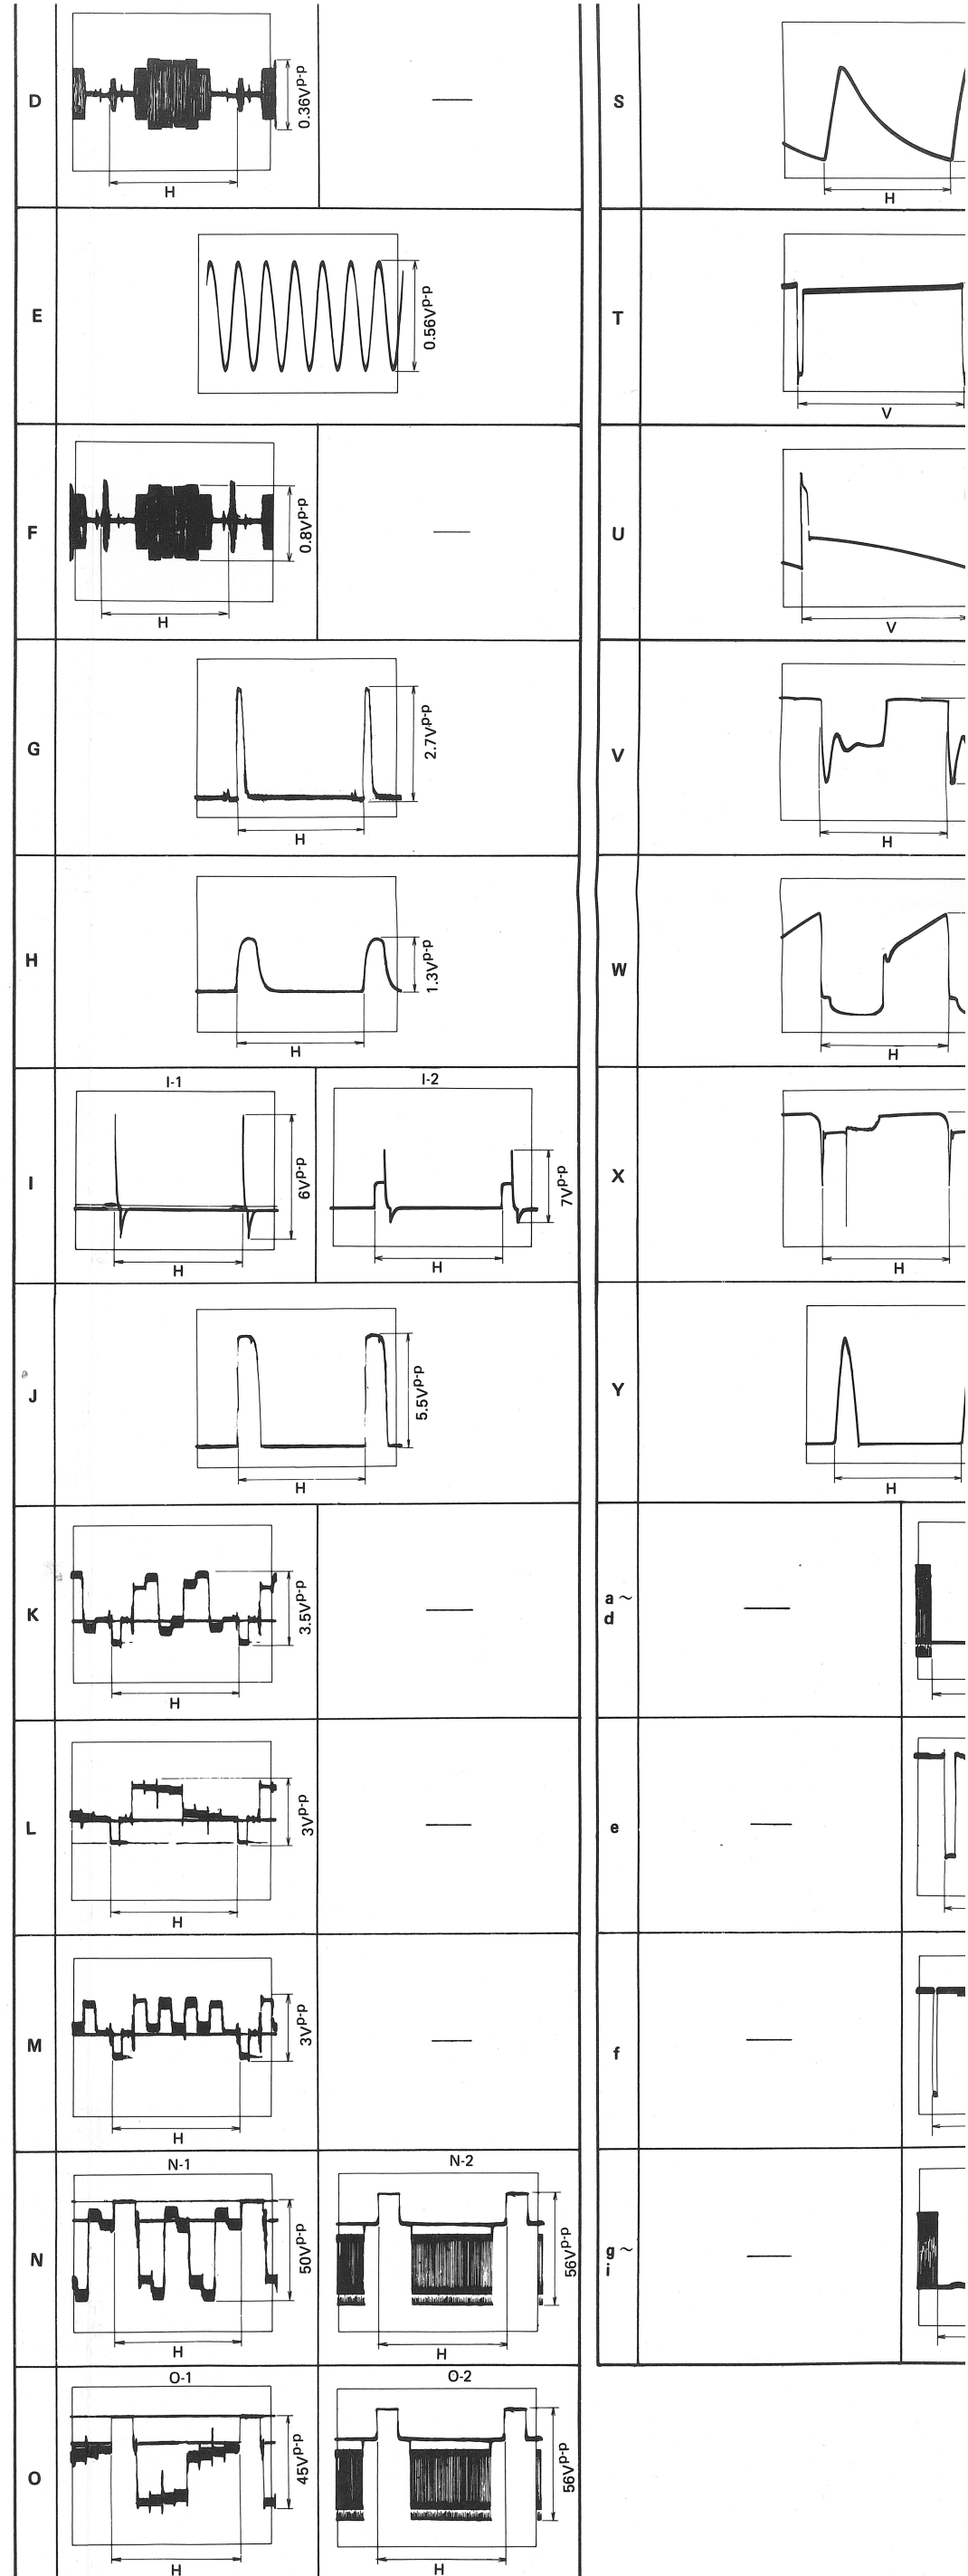 D
0.36Vp-p
H
E
0.56Vp-p
F
0.8Vp-p
H
G
2.7Vp-p
H
H
1.3Vp-p
H
I
I-1
6Vp-p
H
I-2
7Vp-p
H
J
5.5Vp-p
H
K
3.5Vp-p
H
L
3Vp-p
H
M
3Vp-p
H
N
N-1
50Vp-p
H
N-2
56Vp-p
H
O
O-1
45Vp-p
H
O-2
56Vp-p
H
S
H
T
V
U
V
V
H
W
H
X
H
Y
H
a ~
d
e
f
g ~
i